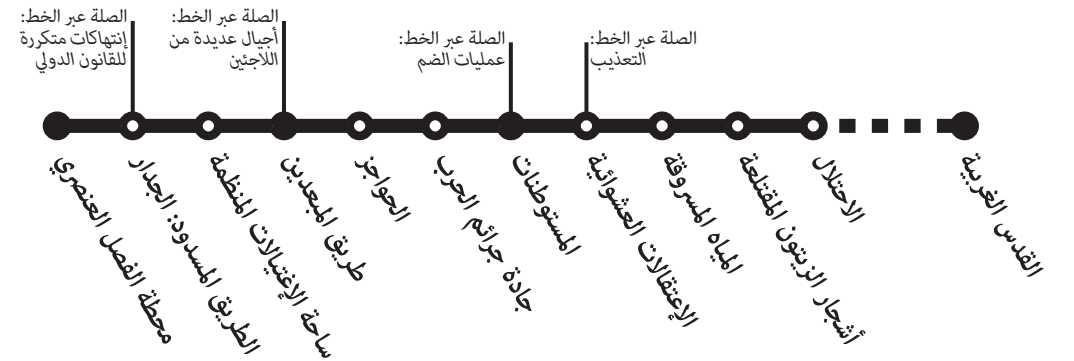 الصلة عبر الخط:
التعذيب
الصلة عبر الخط:
عمليات الضم
الصلة عبر الخط:
أجيال عديدة من
اللاجئين
الصلة عبر الخط:
إنتهاكات متكررة
للقانون الدولي
القدس الغربية
الاحتلال
أشجار الزيتون المقتلعة
المياه المسروقة
الإعتقالات العشوائية
المستوطنات
جادة جرائم الحرب
الحواجز
طريق المبعدين
ساحة الإغتيالات المنظمة
الطريق المسدود: الجدار
محطة الفصل العنصري